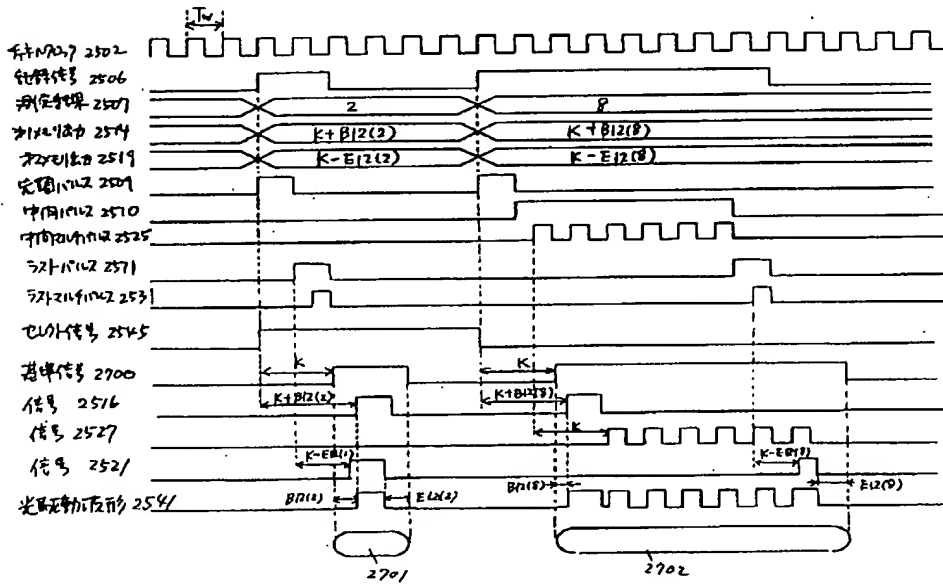 Tw
チャネルクロック 2502
記録信号 2506
測定結果 2507
2 8
メモリ出力 2514
K+B12(2) K+B12(8)
メモリ出力 2519
K-E12(2) K-E12(8)
先頭パルス 2509
中間パルス 2510
中間マルチパルス 2525
ラストパルス 2571
ラストマルチパルス 2531
セレクト信号 2545
K K
基準信号 2700
K+B12(2) K+B12(8)
信号 2516
K
信号 2527
K-E12(8)
信号 2521
B12(2) E12(2) B12(8) E12(8)
光駆動波形 2541
2701 2702